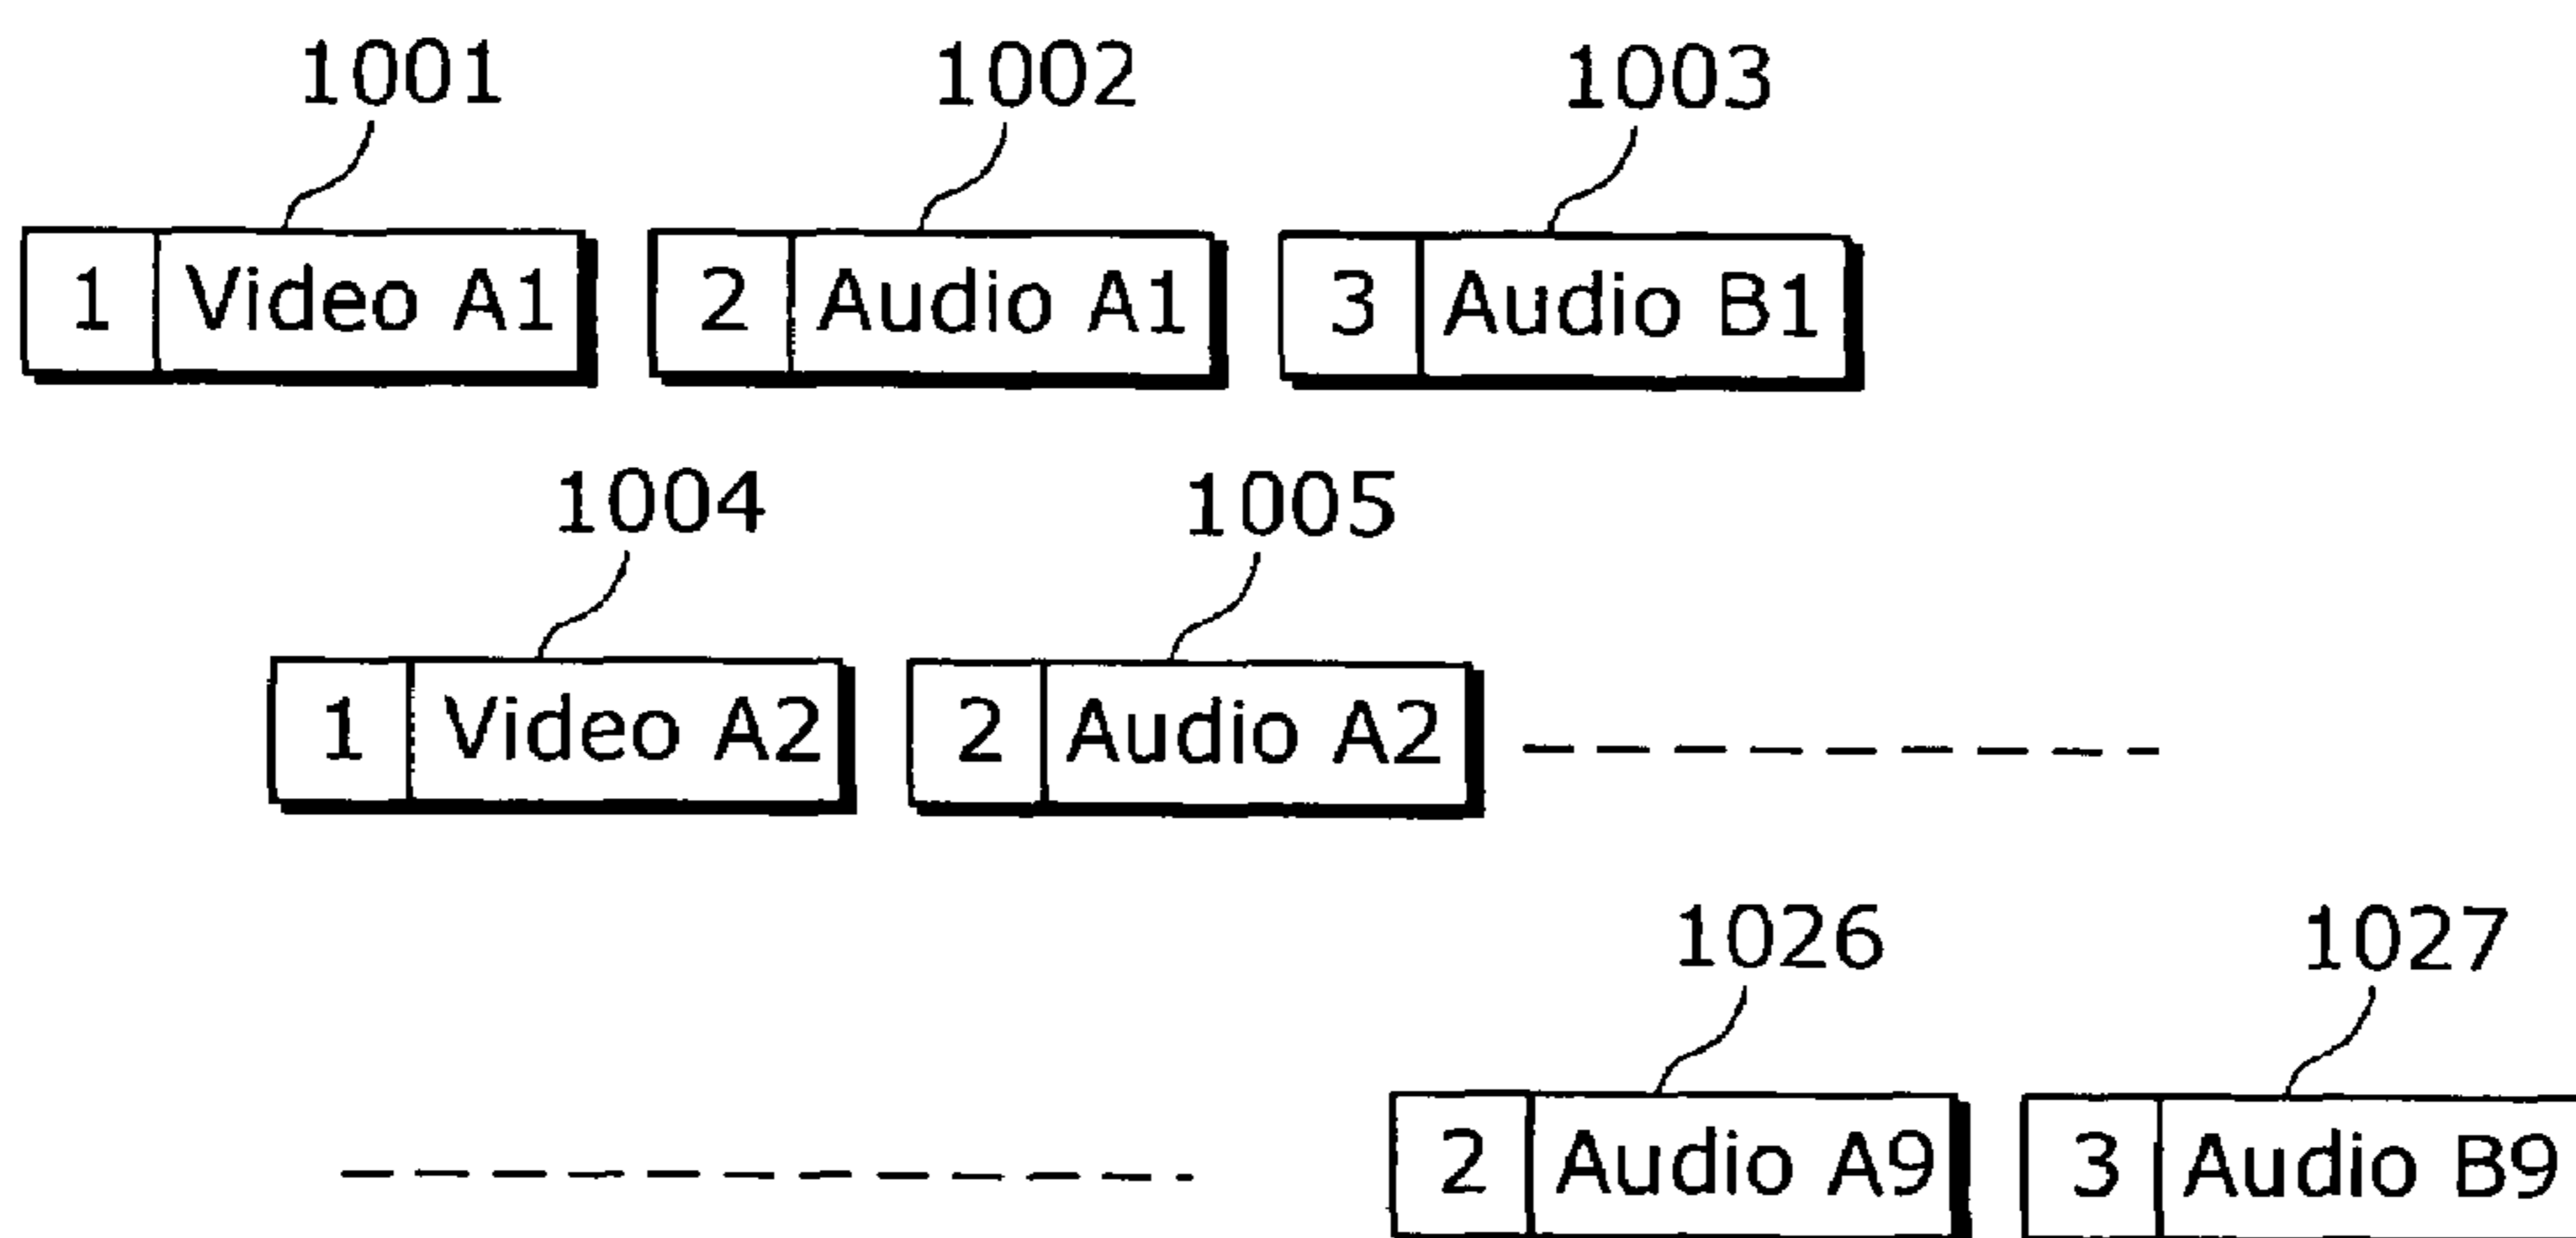 1001 1002 1003
1 Video A1 2 Audio A1 3 Audio B1
1004 1005
1 Video A2 2 Audio A2
1026 1027
2 Audio A9 3 Audio B9